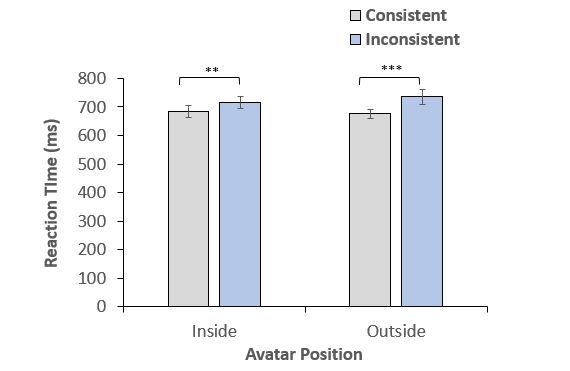 Consistent
Inconsistent
** ***
800
700
600
500
400
300
200
100
0
Reaction TIme (ms)
Inside Outside
Avatar Position